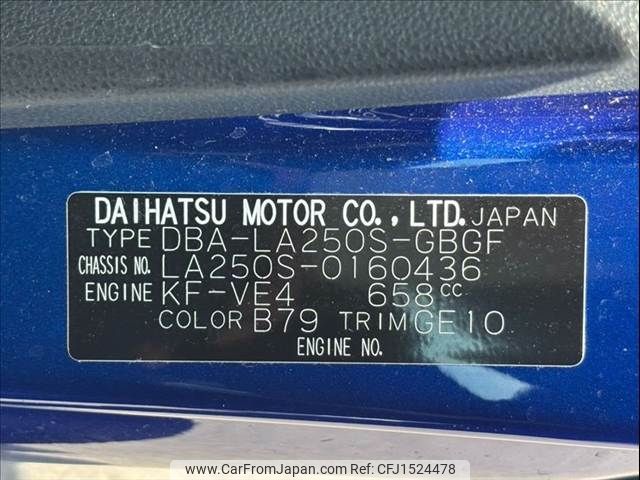 DAIHATSU MOTOR CO., LTD. JAPAN
TYPE DBA-LA250S-GBGF
CHASSIS NO. LA250S-0160436
ENGINE KF-VE4 658CC
COLOR B79 TRIM GE10
ENGINE NO.
www.CarFromJapan.com CFJ1524478